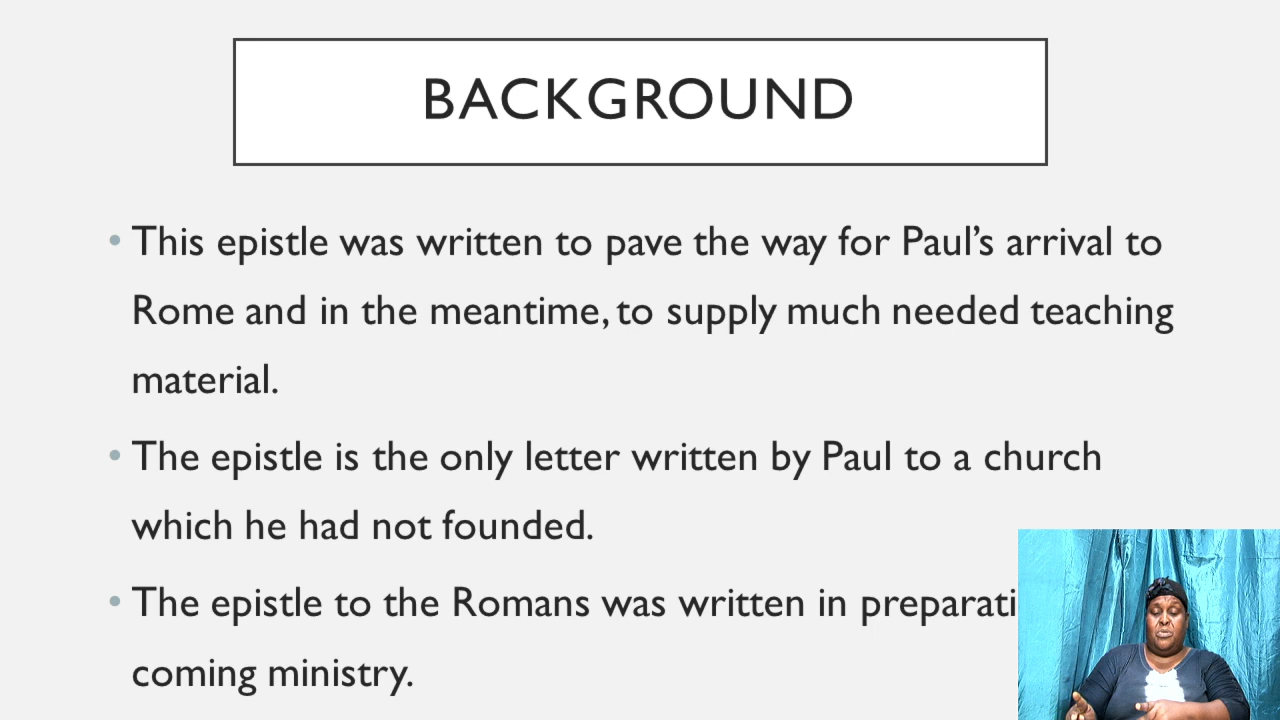 BACKGROUND
• This epistle was written to pave the way for Paul’s arrival to
Rome and in the meantime, to supply much needed teaching
material.
• The epistle is the only letter written by Paul to a church
which he had not founded.
• The epistle to the Romans was written in
coming ministry.